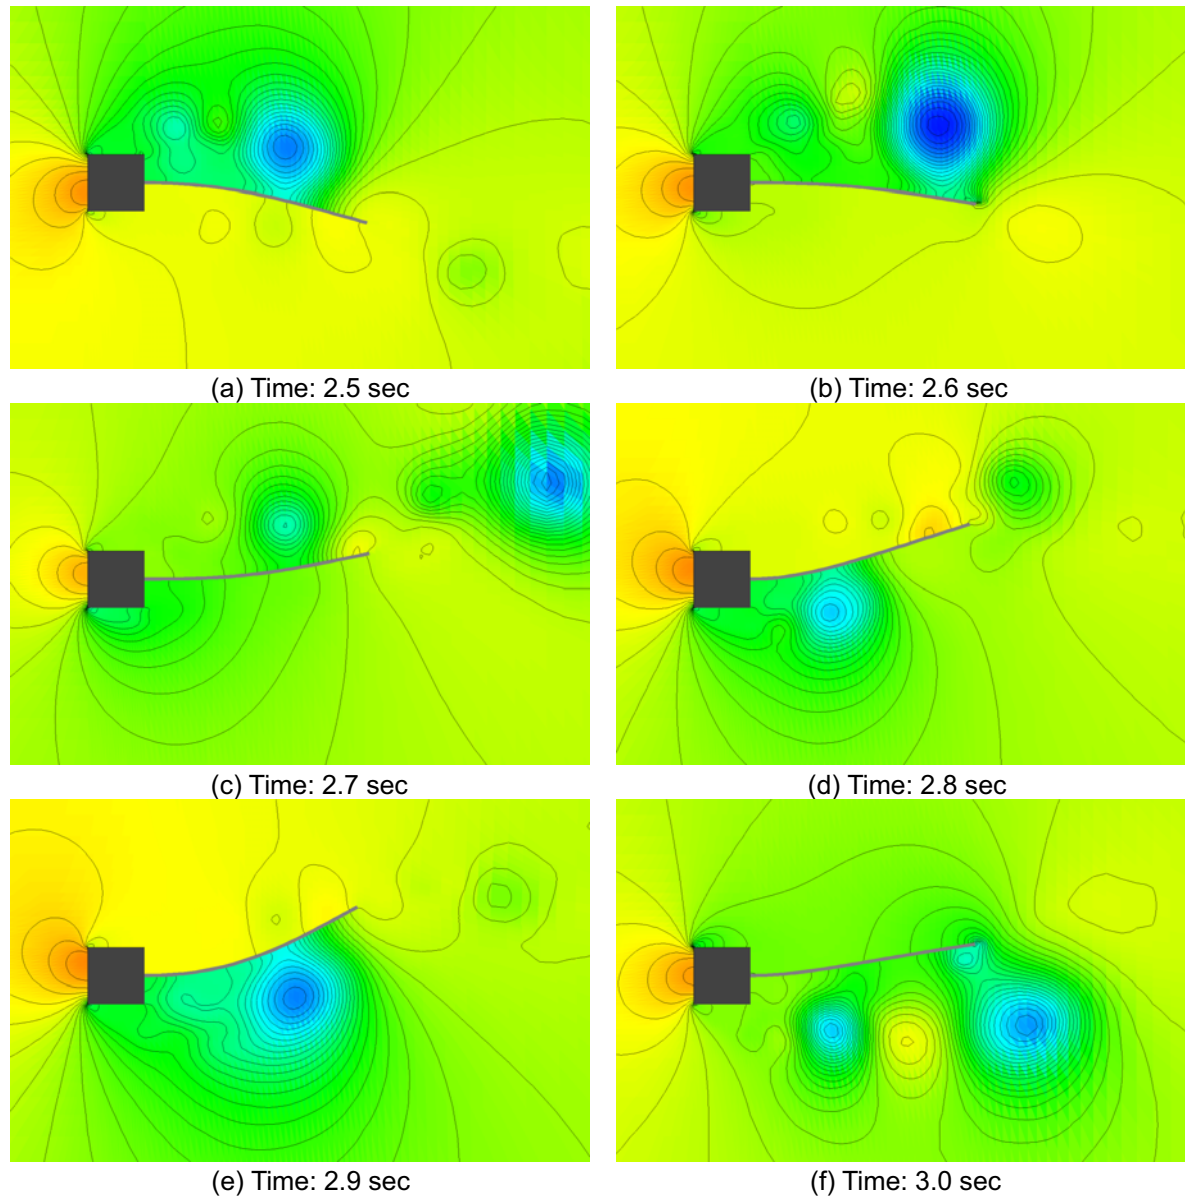 (a) Time: 2.5 sec
(b) Time: 2.6 sec
(c) Time: 2.7 sec
(d) Time: 2.8 sec
(e) Time: 2.9 sec
(f) Time: 3.0 sec